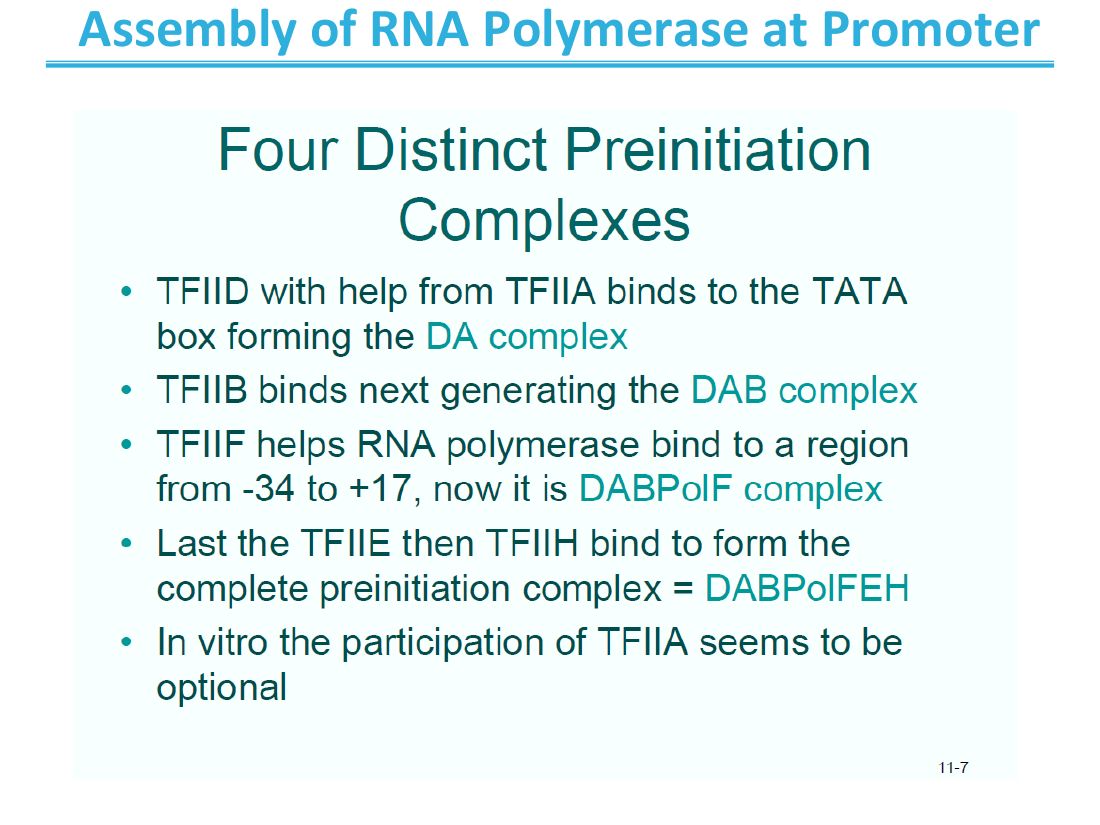 Assembly of RNA Polymerase at Promoter
Four Distinct Preinitiation
Complexes
• TFIID with help from TFIIA binds to the TATA
box forming the DA complex
• TFIIB binds next generating the DAB complex
• TFIIF helps RNA polymerase bind to a region
from -34 to +17, now it is DABPolF complex
• Last the TFIIE then TFIIH bind to form the
complete preinitiation complex = DABPolFEH
• In vitro the participation of TFIIA seems to be
optional
11-7